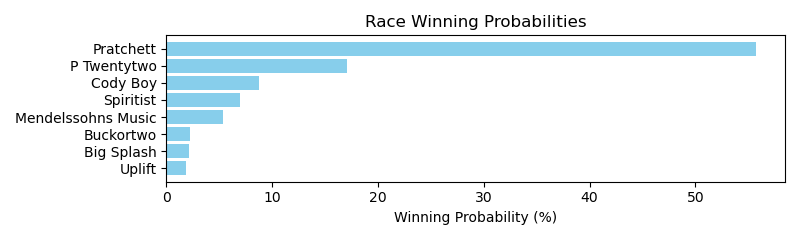 Race Winning Probabilities
Pratchett
P Twentytwo
Cody Boy
Spiritist
Mendelssohns Music
Buckortwo
Big Splash
Uplift
0 10 20 30 40 50
Winning Probability (%)